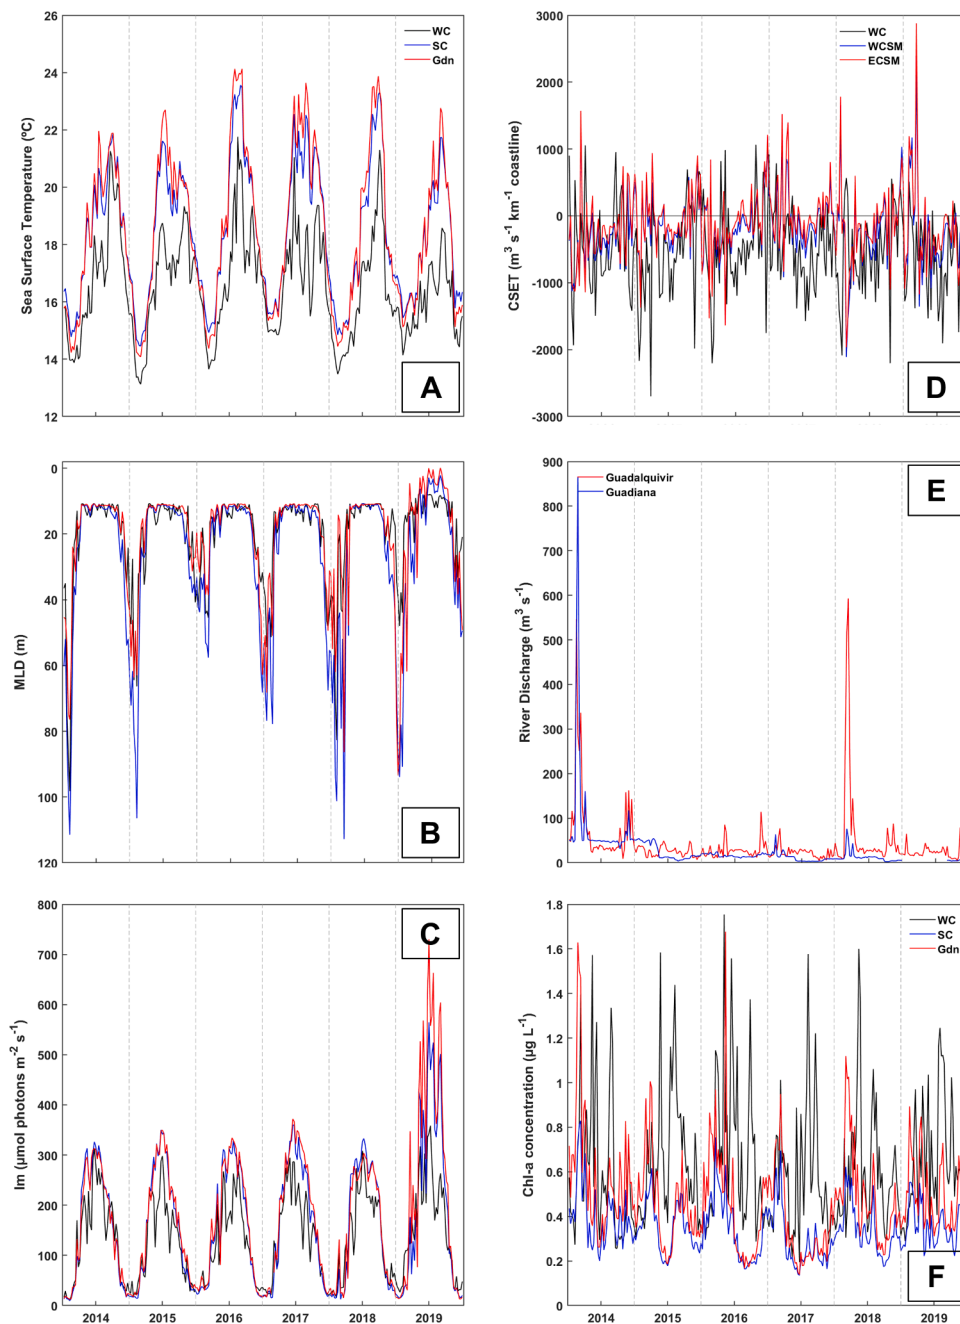 Sea Surface Temperature (ºC)
26
24
22
20
18
16
14
12
WC
SC
Gdn
A
CSET (m3 s-1 km-1 coastline)
3000
2000
1000
0
-1000
-2000
-3000
WC
WCSM
ECSM
D
MLD (m)
0
20
40
60
80
100
120
B
River Discharge (m3 s-1)
900
800
700
600
500
400
300
200
100
0
Guadalquivir
Guadiana
E
Im (µmol photons m-2 s-1)
800
700
600
500
400
300
200
100
0
C
2014 2015 2016 2017 2018 2019
Chl-a concentration (µg L-1)
1.8
1.6
1.4
1.2
1
0.8
0.6
0.4
0.2
0
WC
SC
Gdn
F
2014 2015 2016 2017 2018 2019